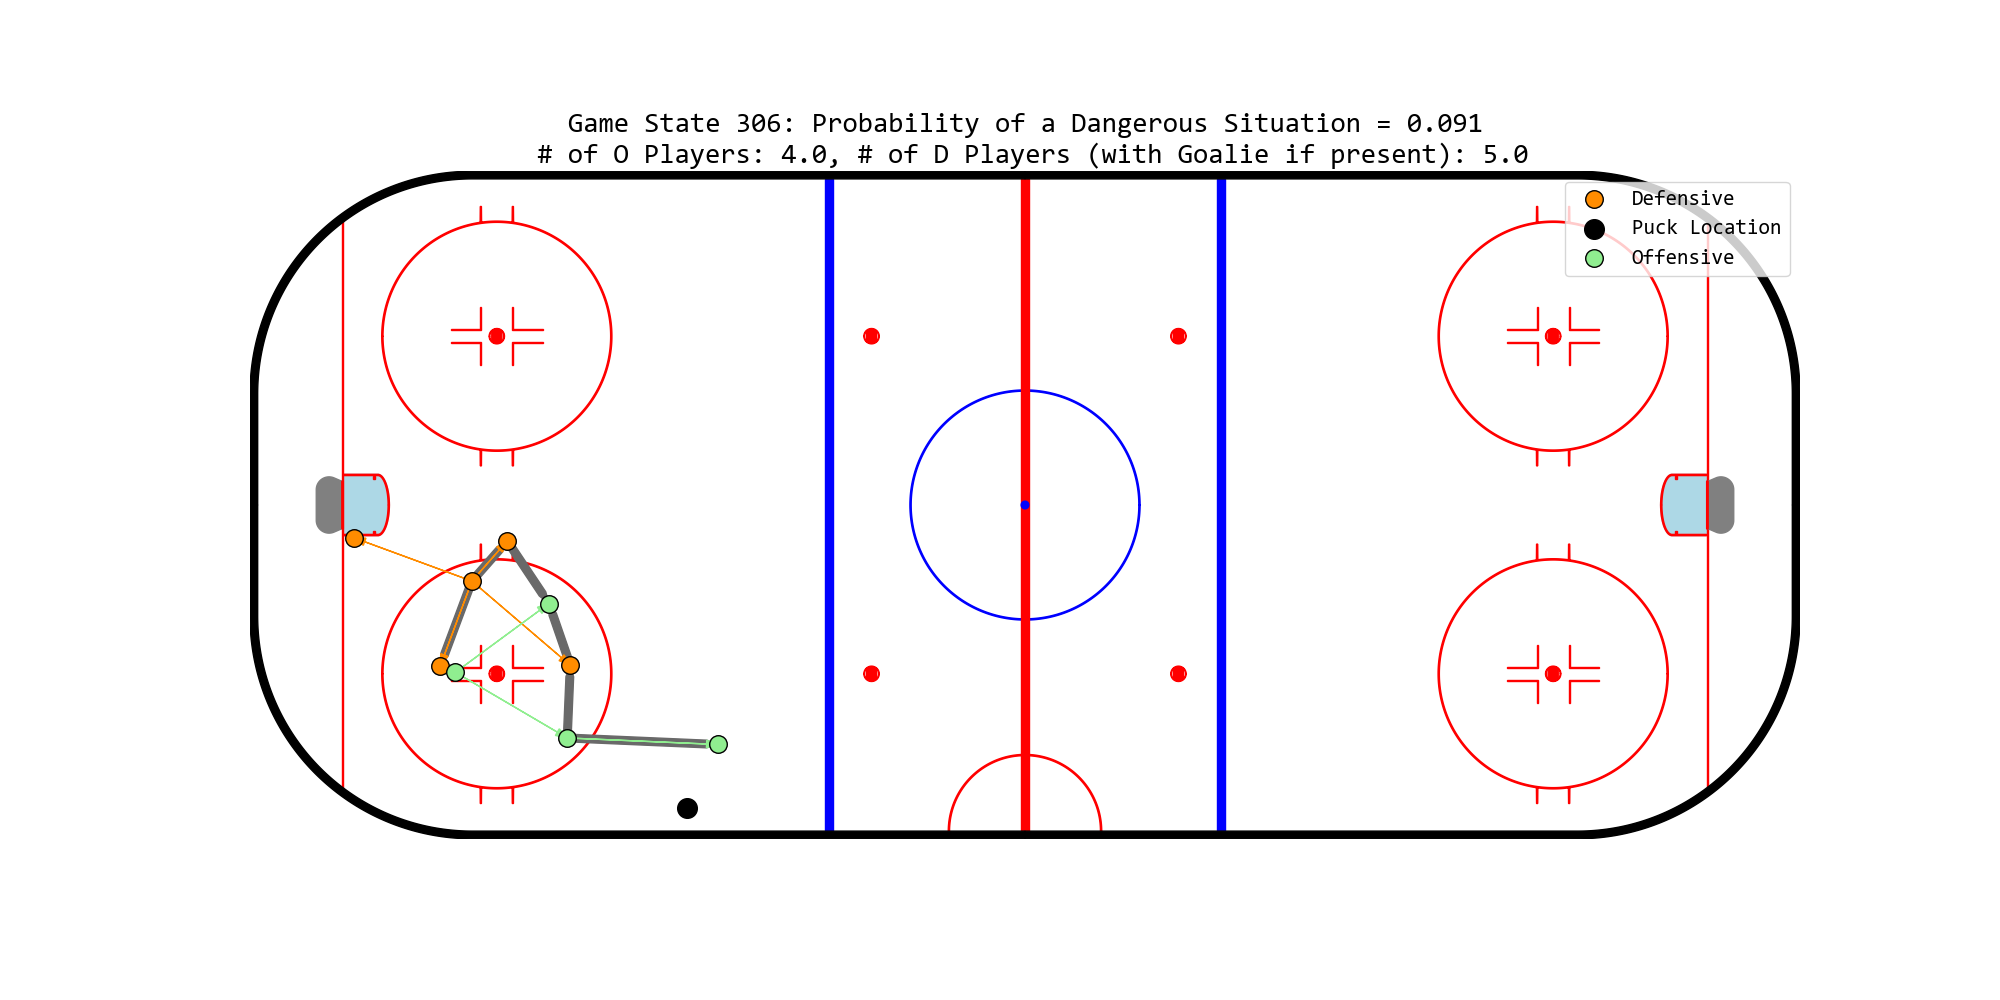 Game State 306: Probability of a Dangerous Situation = 0.091
# of O Players: 4.0, # of D Players (with Goalie if present): 5.0
Defensive
Puck Location
Offensive